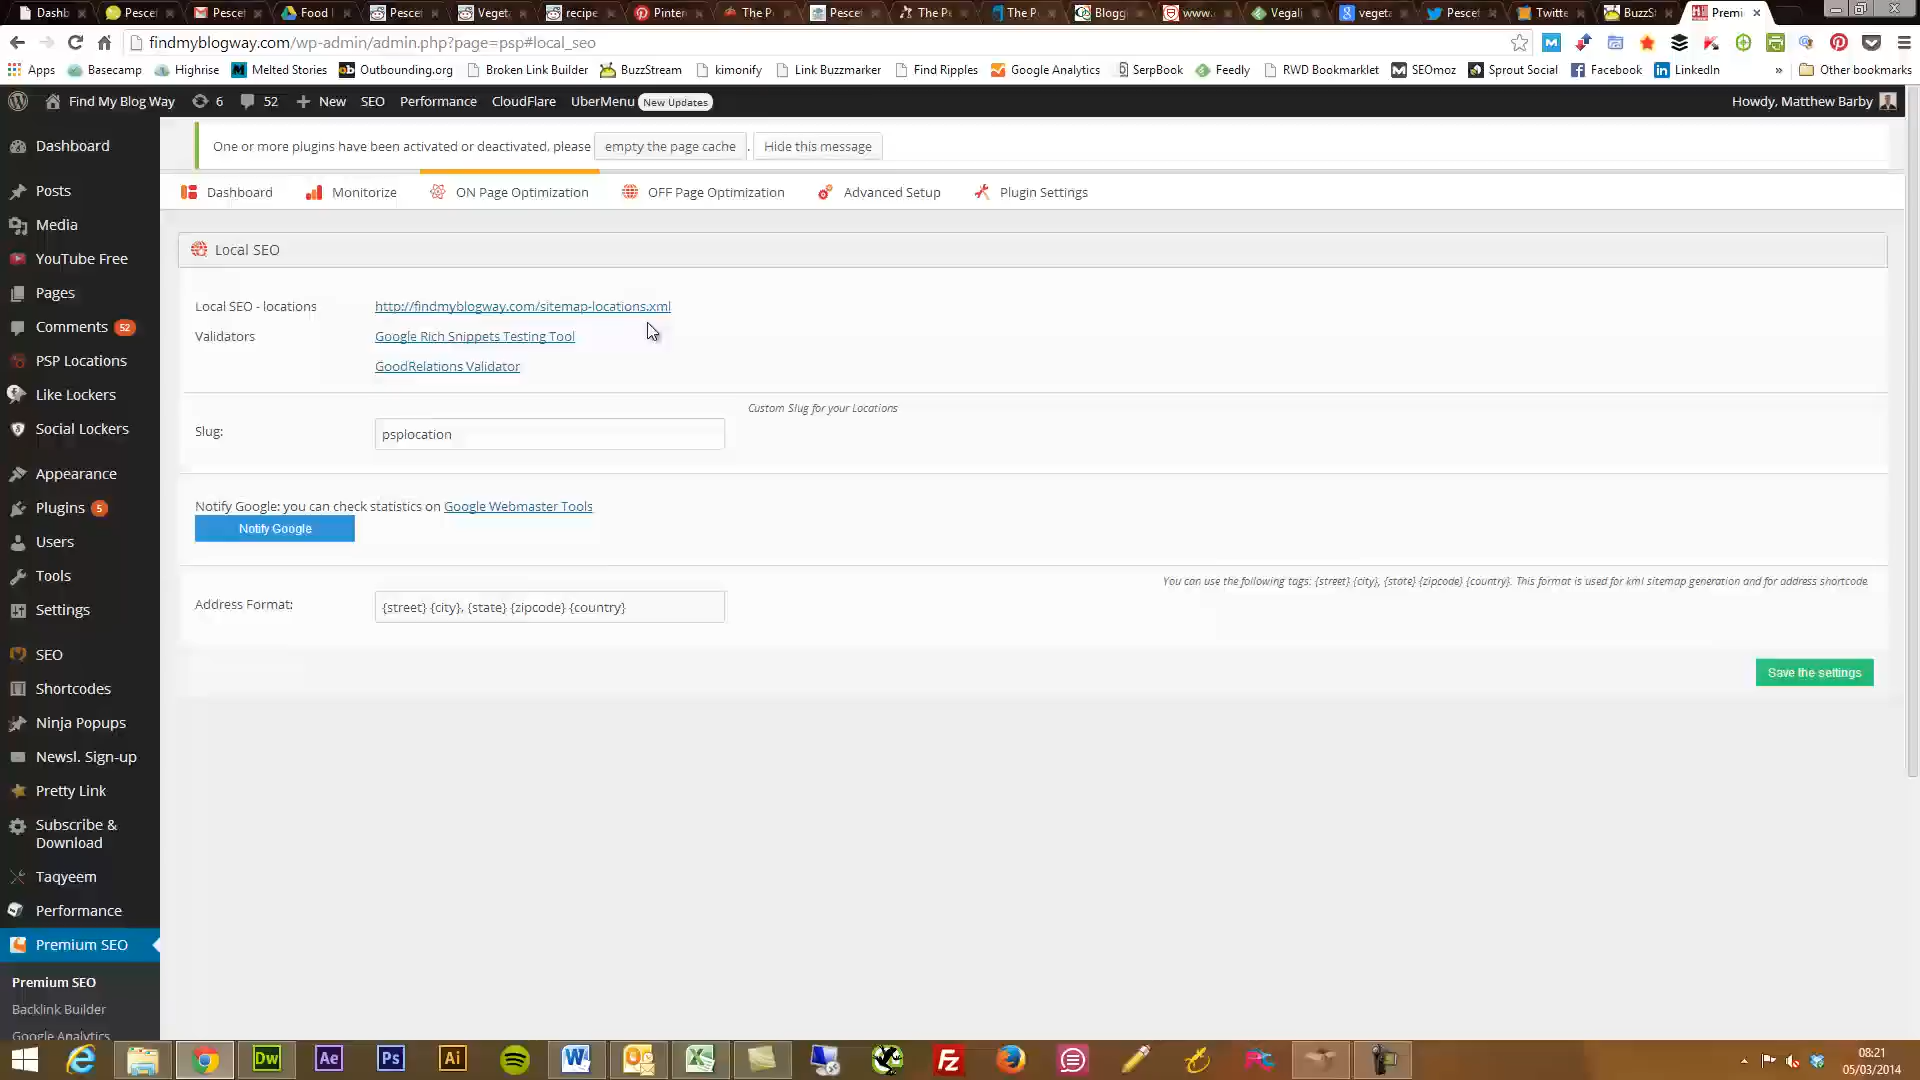 Dashb
Pescet
Pescet
Food
Pescet
Veget
recipe
Pinter
The P
Pescet
The P
The P
Blogg
www.
Vegali
vegeta
Pescet
Twitte
BuzzSt
Premi
findmyblogway.com/wp-admin/admin.php?page=psp#local_seo
Apps Basecamp Highrise Melted Stories Outbounding.org Broken Link Builder BuzzStream kimonify Link Buzzmarker Find Ripples Google Analytics SerpBook Feedly RWD Bookmarklet SEOmoz Sprout Social Facebook LinkedIn » Other bookmarks
Find My Blog Way 6 52 New SEO Performance CloudFlare UberMenu New Updates Howdy, Matthew Barby
One or more plugins have been activated or deactivated, please empty the page cache . Hide this message
Dashboard Monitorize ON Page Optimization OFF Page Optimization Advanced Setup Plugin Settings
Dashboard
Posts
Media
YouTube Free
Pages
Comments 52
PSP Locations
Like Lockers
Social Lockers
Appearance
Plugins 5
Users
Tools
Settings
SEO
Shortcodes
Ninja Popups
Newsl. Sign-up
Pretty Link
Subscribe &
Download
Taqyeem
Performance
Premium SEO
Premium SEO
Backlink Builder
Google Analytics
Local SEO
Local SEO - locations http://findmyblogway.com/sitemap-locations.xml
Validators Google Rich Snippets Testing Tool
GoodRelations Validator
Custom Slug for your Locations
Slug: psplocation
Notify Google: you can check statistics on Google Webmaster Tools
Notify Google
You can use the following tags: {street} {city}, {state} {zipcode} {country}. This format is used for kml sitemap generation and for address shortcode.
Address Format: {street} {city}, {state} {zipcode} {country}
Save the settings
Dw Ae Ps Ai
08:21
05/03/2014